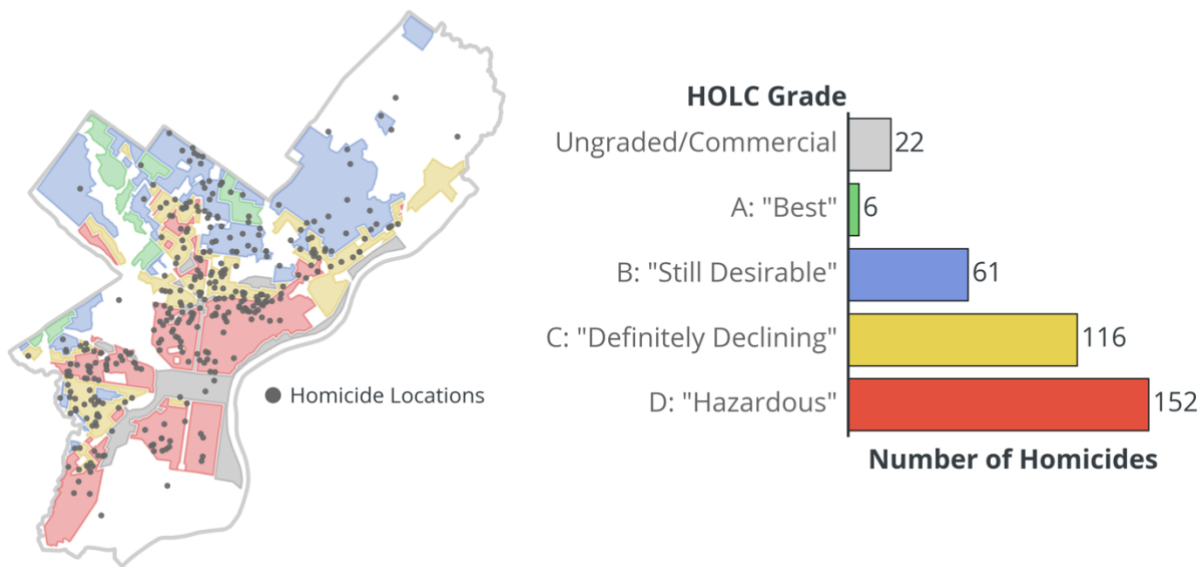 HOLC Grade
Ungraded/Commercial 22
A: "Best" 6
B: "Still Desirable" 61
C: "Definitely Declining" 116
D: "Hazardous" 152
Number of Homicides
Homicide Locations